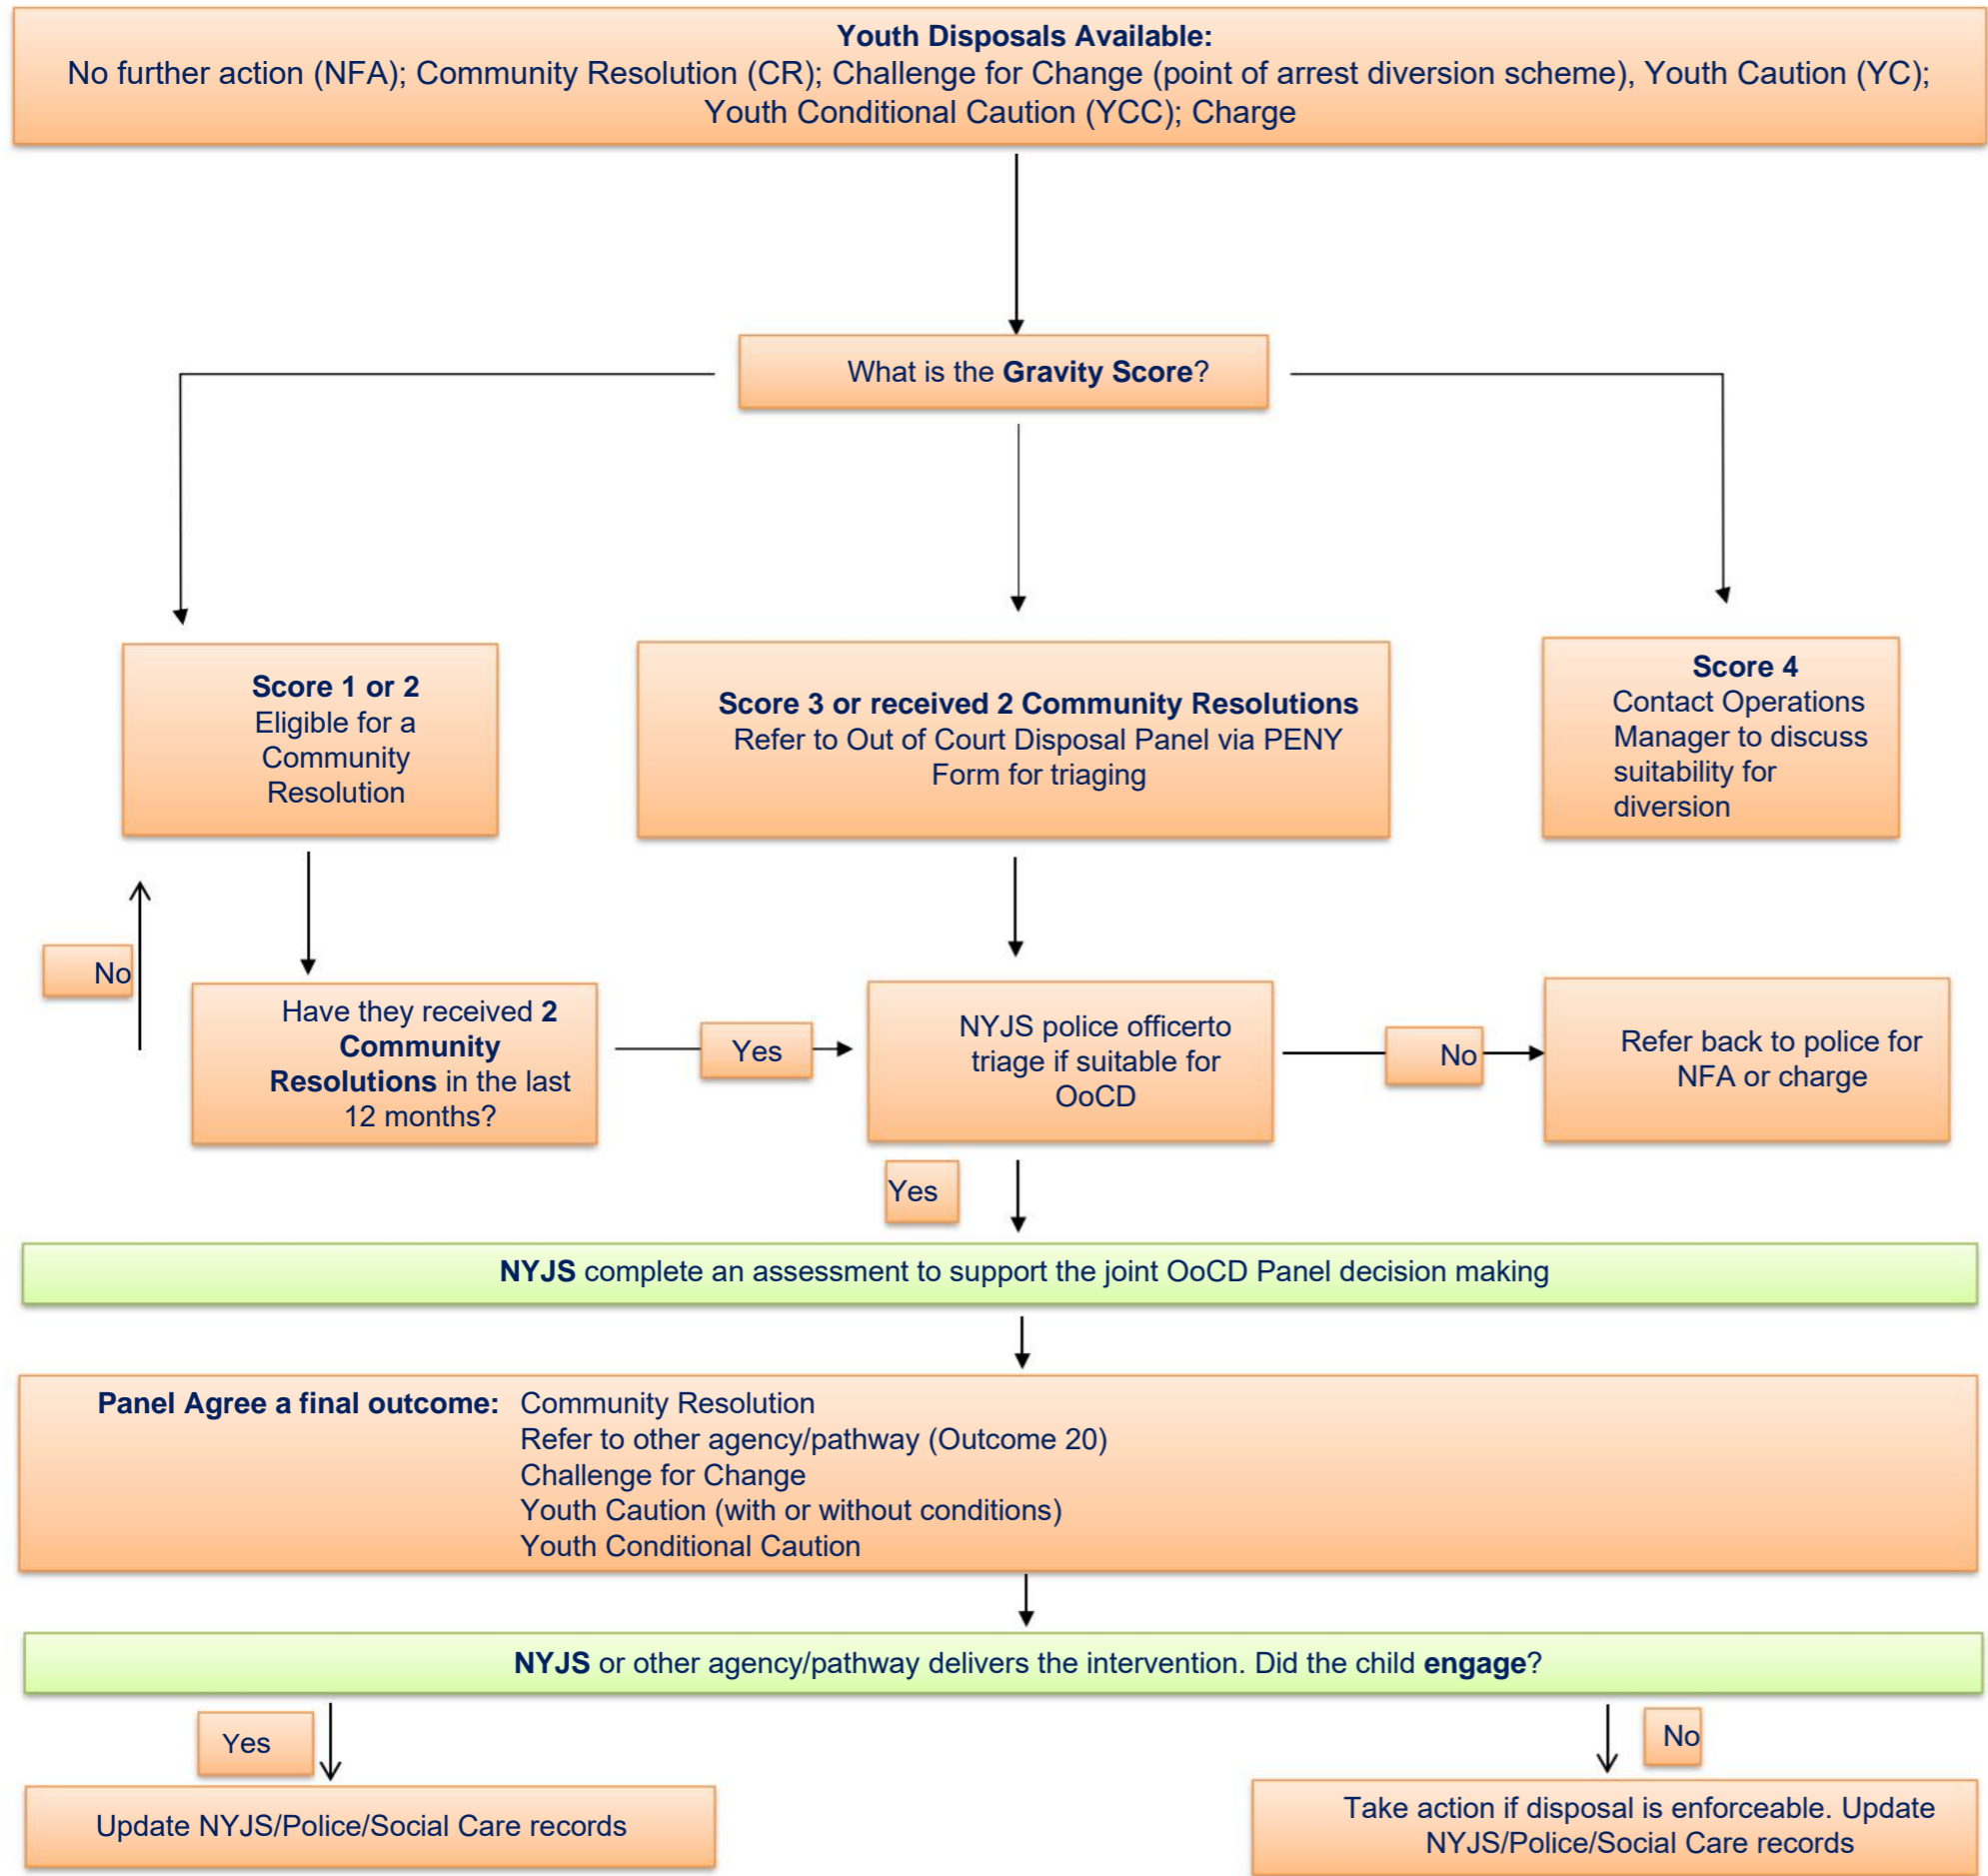 Youth Disposals Available:
No further action (NFA); Community Resolution (CR); Challenge for Change (point of arrest diversion scheme), Youth Caution (YC);
Youth Conditional Caution (YCC); Charge
What is the Gravity Score?
Score 1 or 2
Eligible for a
Community
Resolution
Score 3 or received 2 Community Resolutions
Refer to Out of Court Disposal Panel via PENY
Form for triaging
Score 4
Contact Operations
Manager to discuss
suitability for
diversion
No
Have they received 2
Community
Resolutions in the last
12 months?
Yes
NYJS police officerto
triage if suitable for
OoCD
No
Refer back to police for
NFA or charge
Yes
NYJS complete an assessment to support the joint OoCD Panel decision making
Panel Agree a final outcome: Community Resolution
Refer to other agency/pathway (Outcome 20)
Challenge for Change
Youth Caution (with or without conditions)
Youth Conditional Caution
NYJS or other agency/pathway delivers the intervention. Did the child engage?
Yes
No
Update NYJS/Police/Social Care records
Take action if disposal is enforceable. Update
NYJS/Police/Social Care records